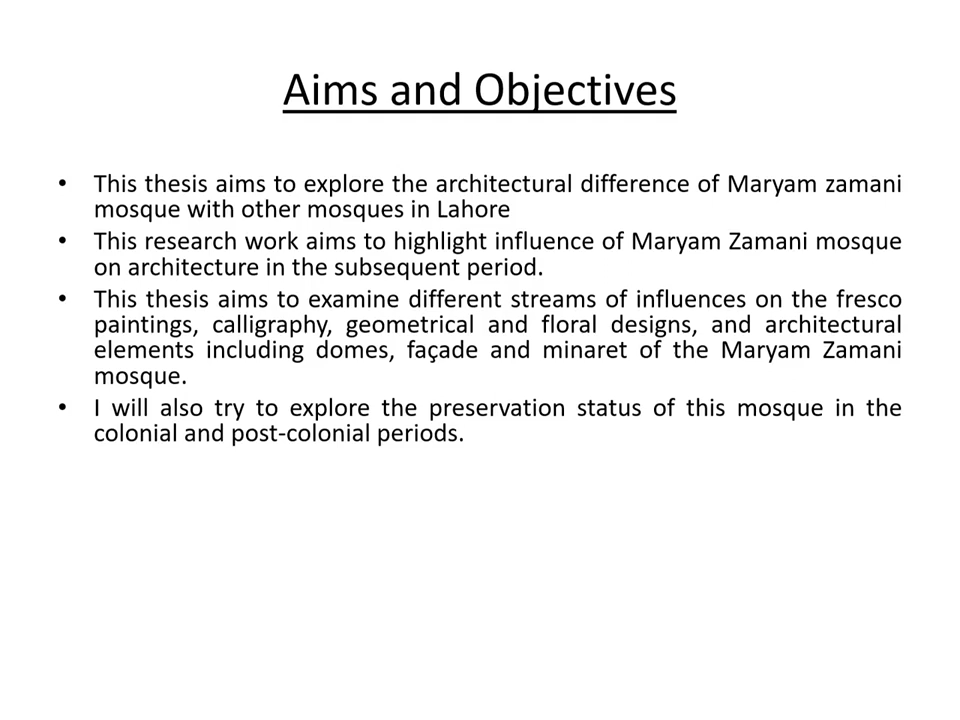 Aims and Objectives
• This thesis aims to explore the architectural difference of Maryam zamani
mosque with other mosques in Lahore
• This research work aims to highlight influence of Maryam Zamani mosque
on architecture in the subsequent period.
• This thesis aims to examine different streams of influences on the fresco
paintings, calligraphy, geometrical and floral designs, and architectural
elements including domes, façade and minaret of the Maryam Zamani
mosque.
• I will also try to explore the preservation status of this mosque in the
colonial and post-colonial periods.